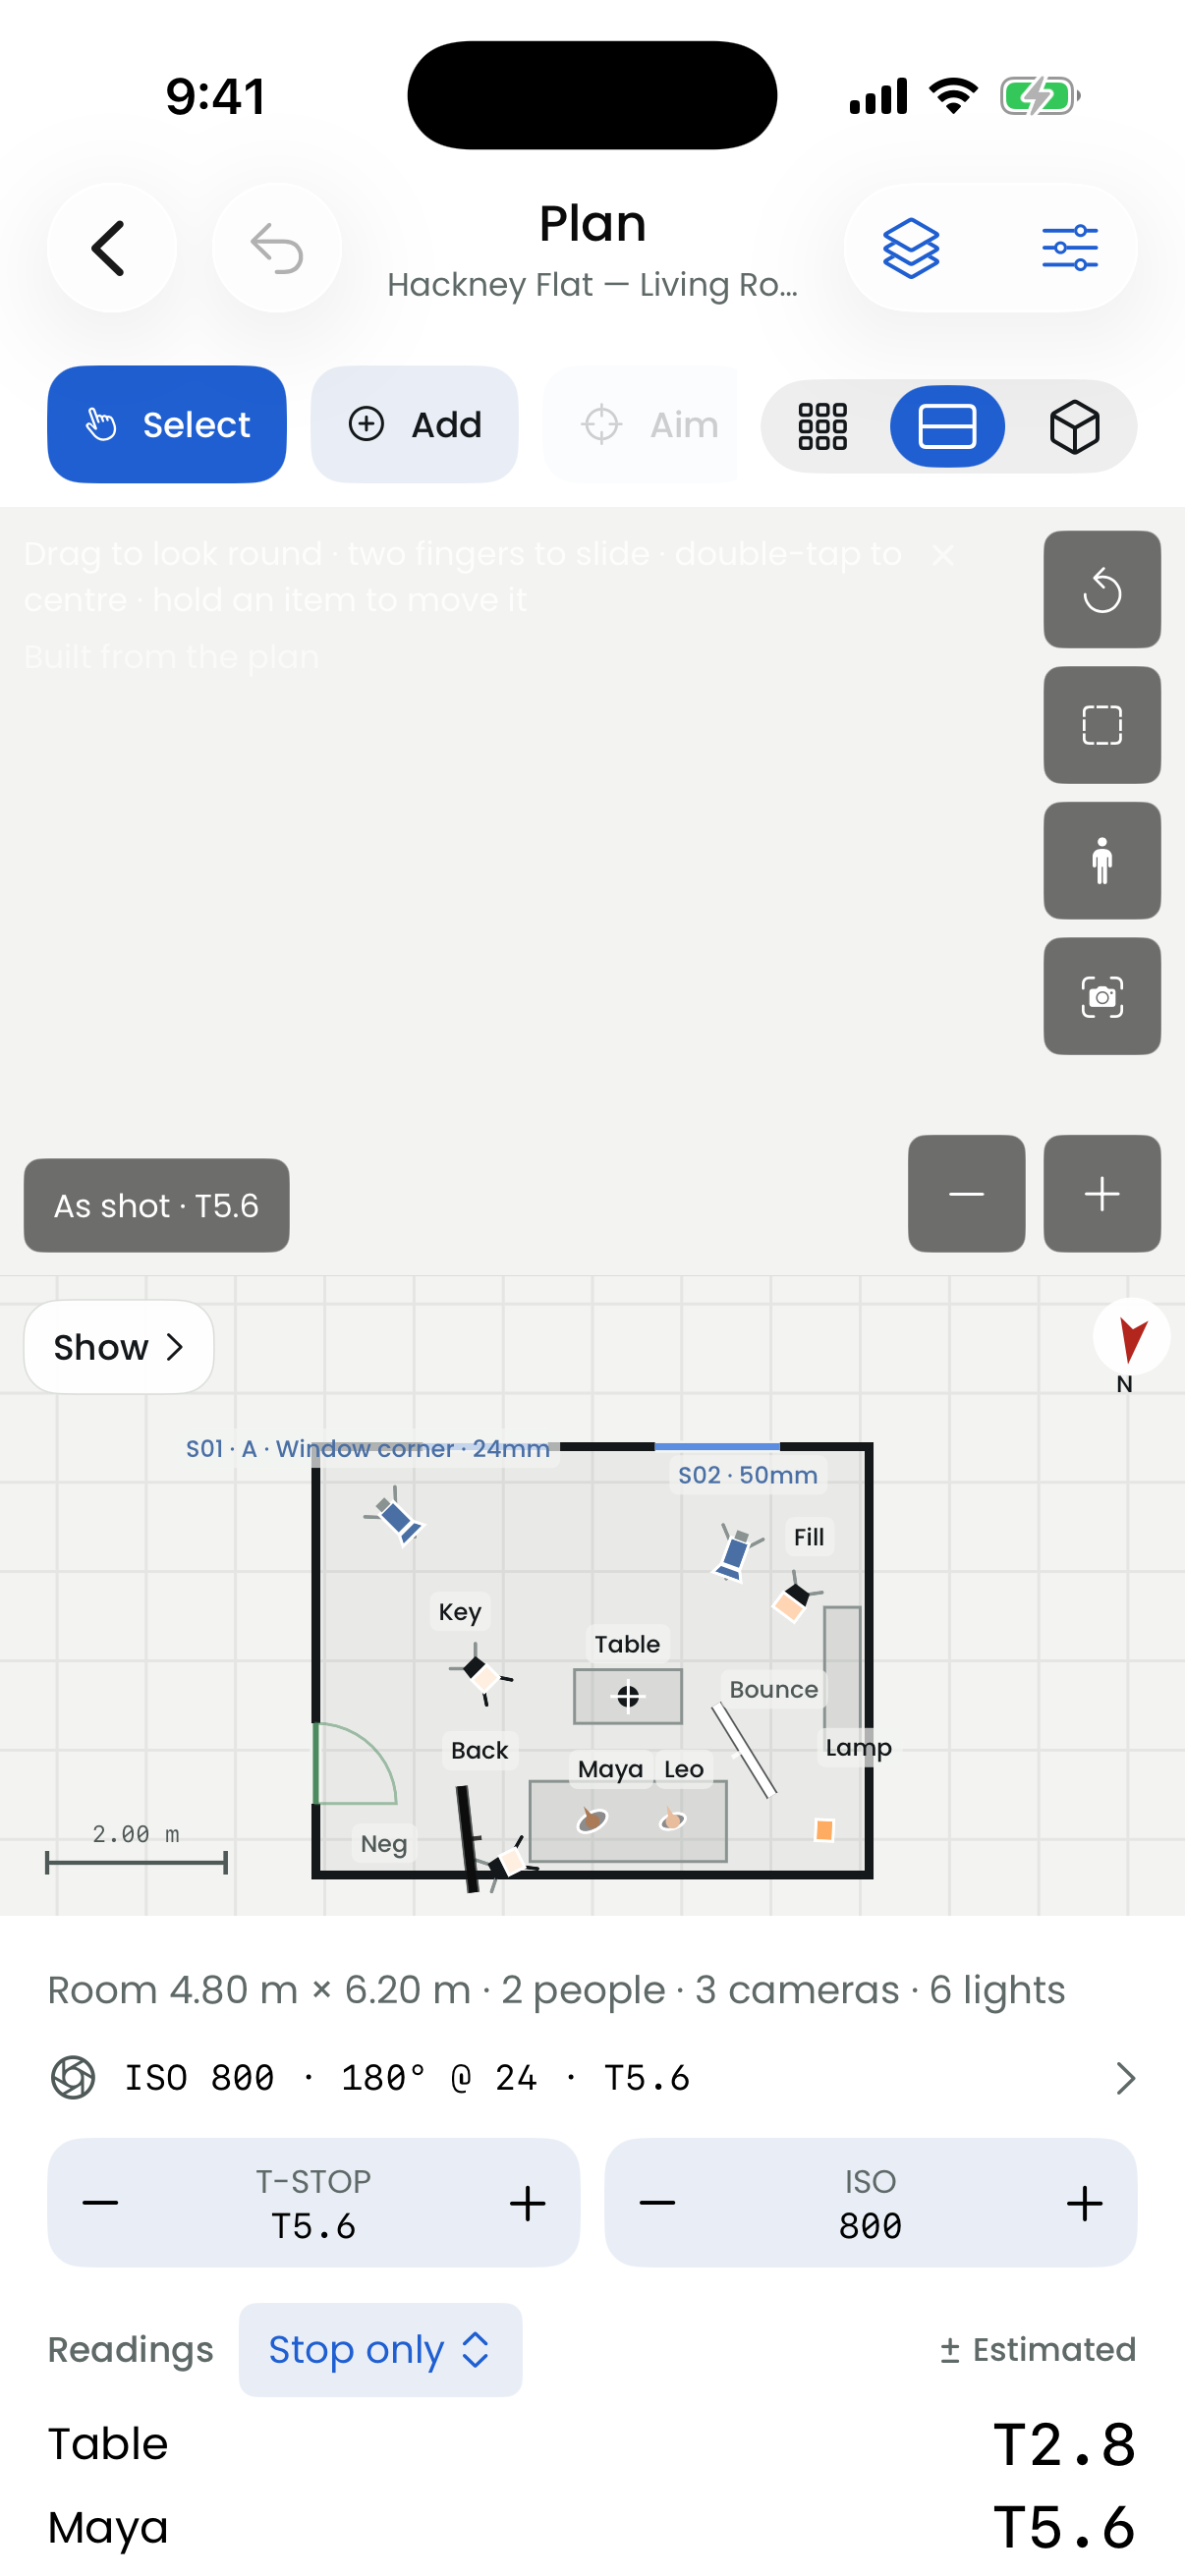 9:41
Plan
Hackney Flat — Living Ro...
Select
Add
Aim
Drag to look round · two fingers to slide · double-tap to
centre · hold an item to move it
Built from the plan
As shot · T5.6
Show
N
S01 · A · Window corner · 24mm
S02 · 50mm
Fill
Key
Table
Bounce
Lamp
Back
Maya
Leo
2.00 m
Neg
Room 4.80 m × 6.20 m · 2 people · 3 cameras · 6 lights
ISO 800 · 180° @ 24 · T5.6
T-STOP
T5.6
ISO
800
Readings
Stop only
± Estimated
Table
T2.8
Maya
T5.6